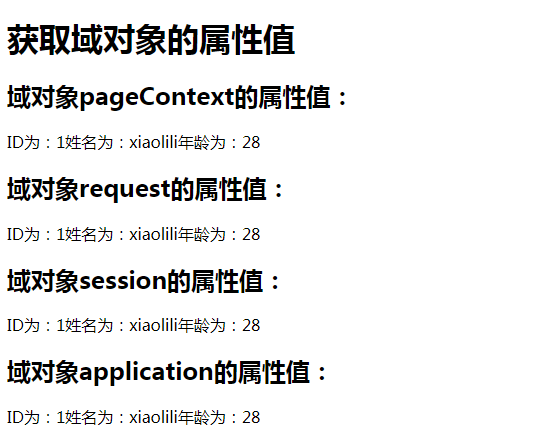 获取域对象的属性值
域对象pageContext的属性值：
ID为：1姓名为：xiaolili年龄为：28
域对象request的属性值：
ID为：1姓名为：xiaolili年龄为：28
域对象session的属性值：
ID为：1姓名为：xiaolili年龄为：28
域对象application的属性值：
ID为：1姓名为：xiaolili年龄为：28